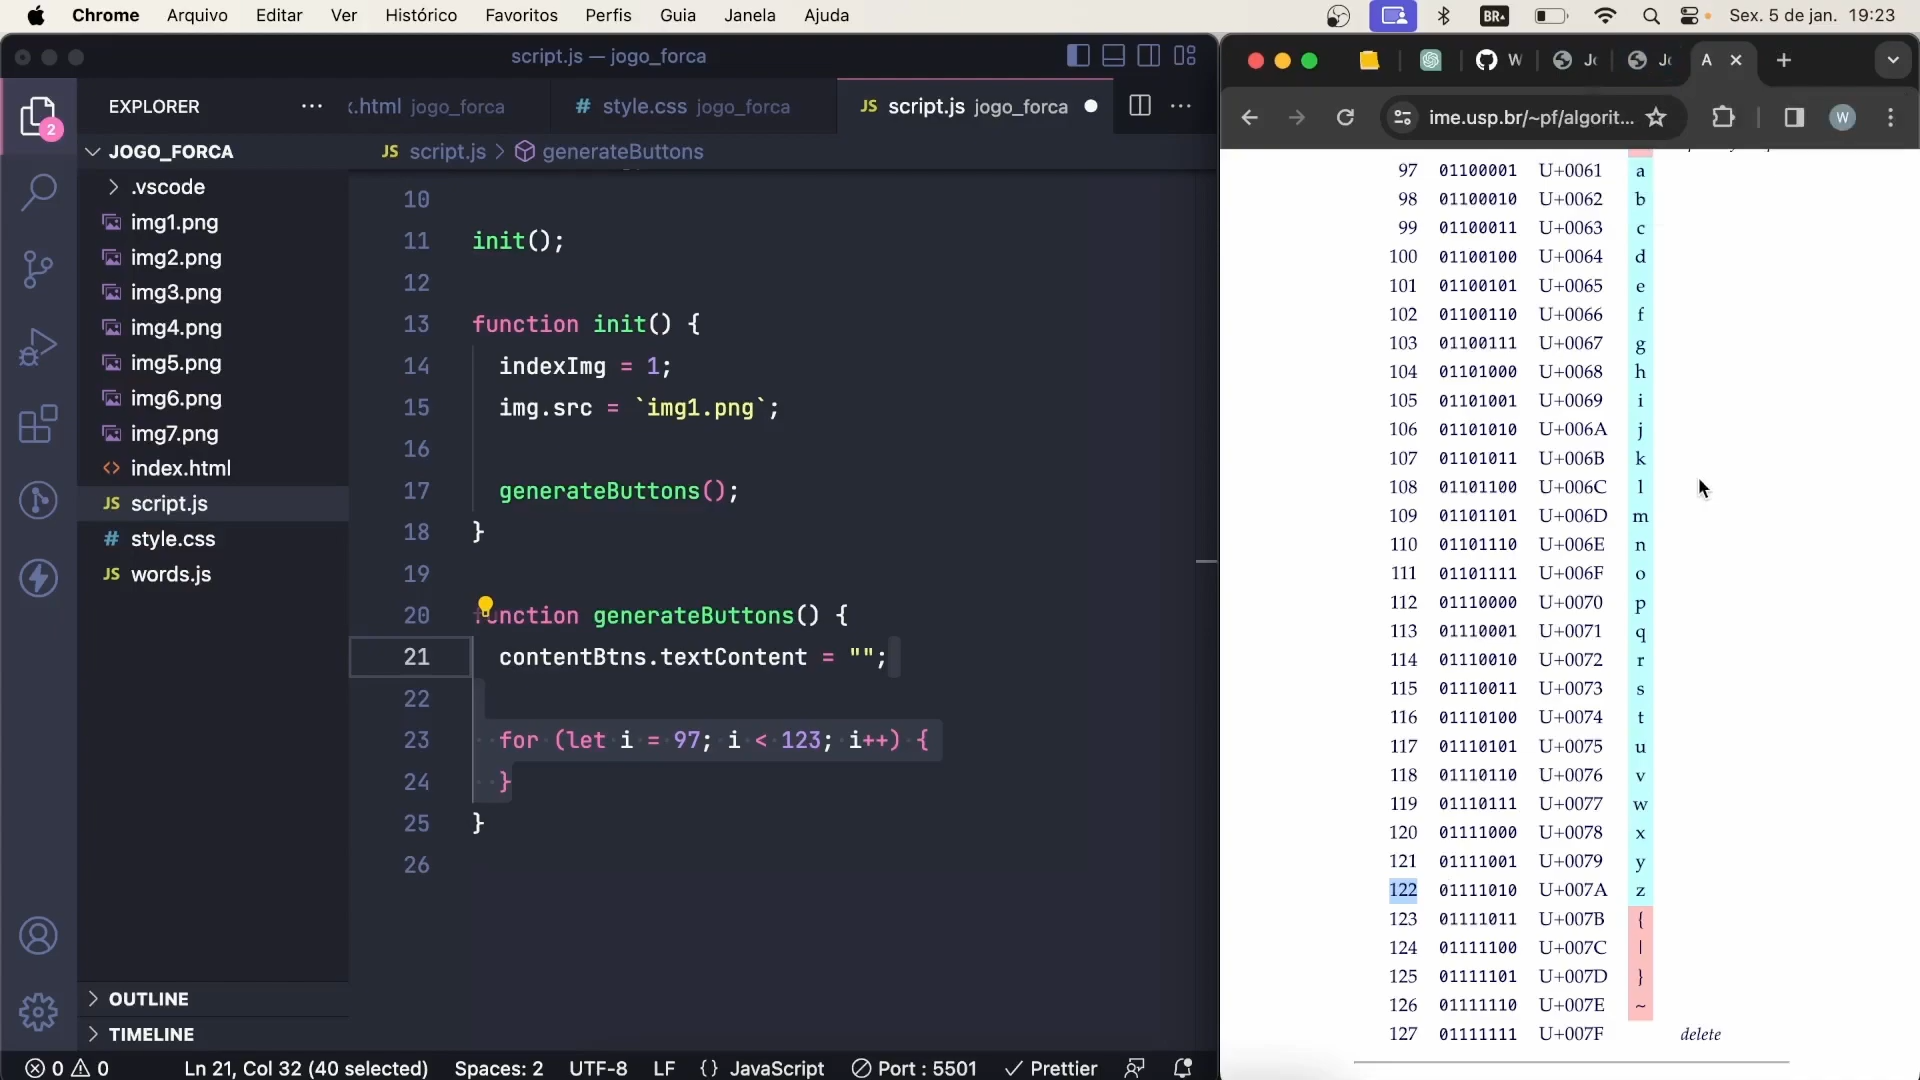 Chrome Arquivo Editar Ver Histórico Favoritos Perfis Guia Janela Ajuda BR Sex. 5 de jan. 19:23
script.js — jogo_forca
EXPLORER ...
2
JOGO_FORCA
.vscode
img1.png
img2.png
img3.png
img4.png
img5.png
img6.png
img7.png
<> index.html
JS script.js
# style.css
JS words.js
OUTLINE
TIMELINE
.html jogo_forca # style.css jogo_forca JS script.js jogo_forca ...
JS script.js > generateButtons
10
11 init();
12
13 function init() {
14 indexImg = 1;
15 img.src = `img1.png`;
16
17 generateButtons();
18 }
19
20 function generateButtons() {
21 contentBtns.textContent = "";
22
23 for (let i = 97; i < 123; i++) {
24 }
25 }
26
0 0 Ln 21, Col 32 (40 selected) Spaces: 2 UTF-8 LF {} JavaScript Port : 5501 Prettier
W A
ime.usp.br/~pf/algorit... W
97 01100001 U+0061 a
98 01100010 U+0062 b
99 01100011 U+0063 c
100 01100100 U+0064 d
101 01100101 U+0065 e
102 01100110 U+0066 f
103 01100111 U+0067 g
104 01101000 U+0068 h
105 01101001 U+0069 i
106 01101010 U+006A j
107 01101011 U+006B k
108 01101100 U+006C l
109 01101101 U+006D m
110 01101110 U+006E n
111 01101111 U+006F o
112 01110000 U+0070 p
113 01110001 U+0071 q
114 01110010 U+0072 r
115 01110011 U+0073 s
116 01110100 U+0074 t
117 01110101 U+0075 u
118 01110110 U+0076 v
119 01110111 U+0077 w
120 01111000 U+0078 x
121 01111001 U+0079 y
122 01111010 U+007A z
123 01111011 U+007B {
124 01111100 U+007C |
125 01111101 U+007D }
126 01111110 U+007E ~
127 01111111 U+007F delete